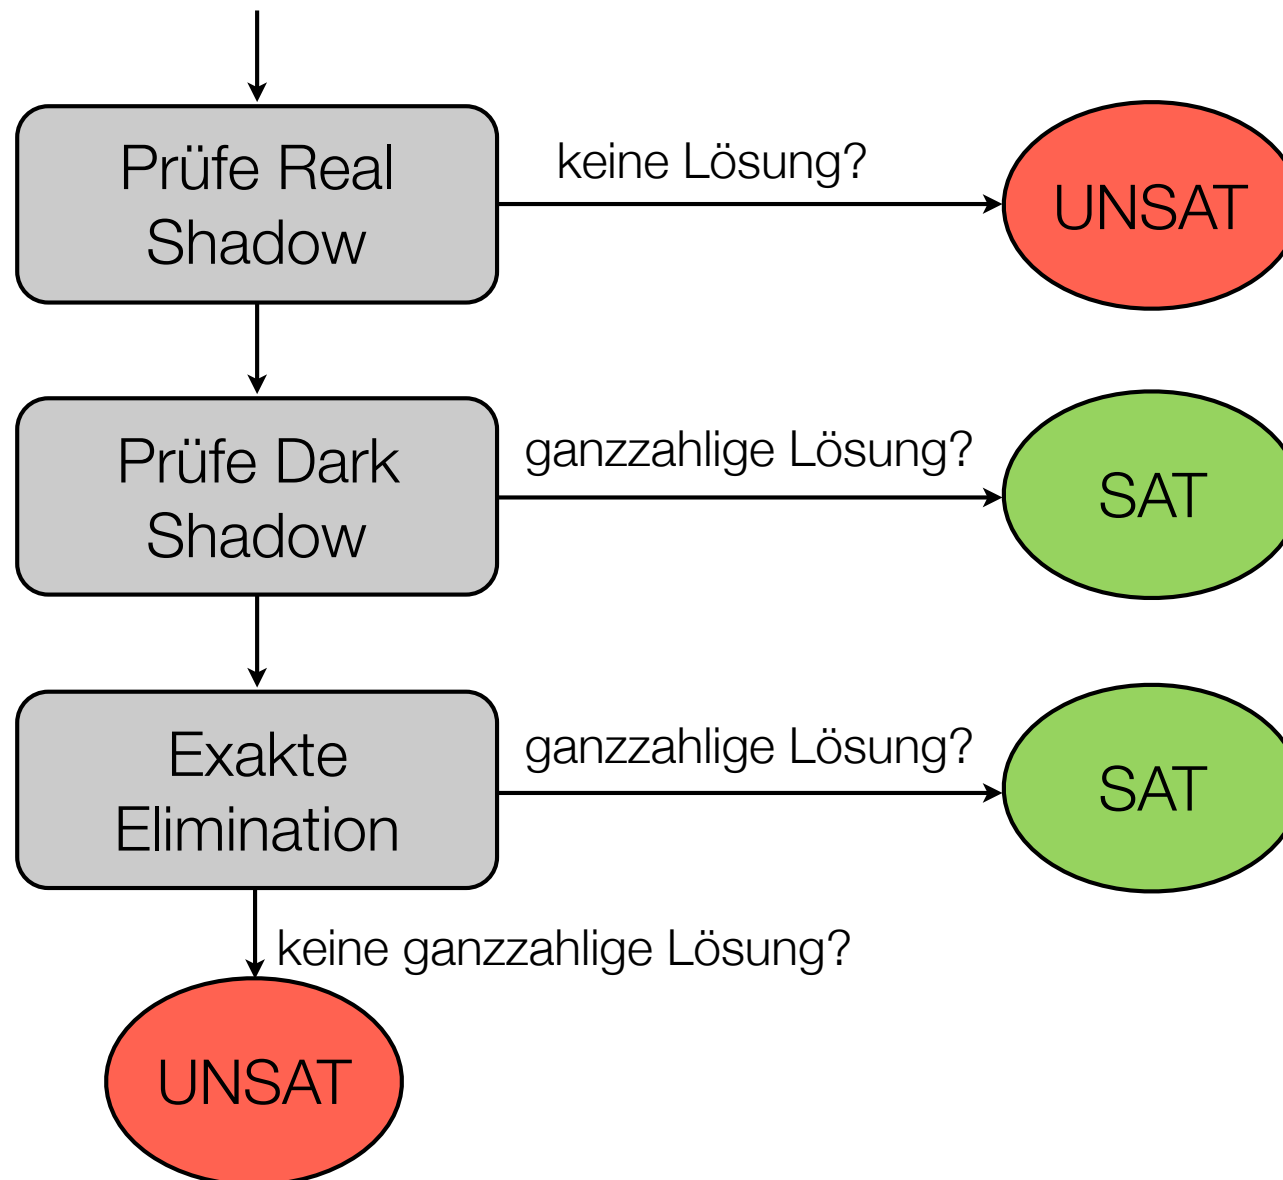 Prüfe Real
Shadow
keine Lösung?
UNSAT
Prüfe Dark
Shadow
ganzzahlige Lösung?
SAT
Exakte
Elimination
ganzzahlige Lösung?
SAT
keine ganzzahlige Lösung?
UNSAT